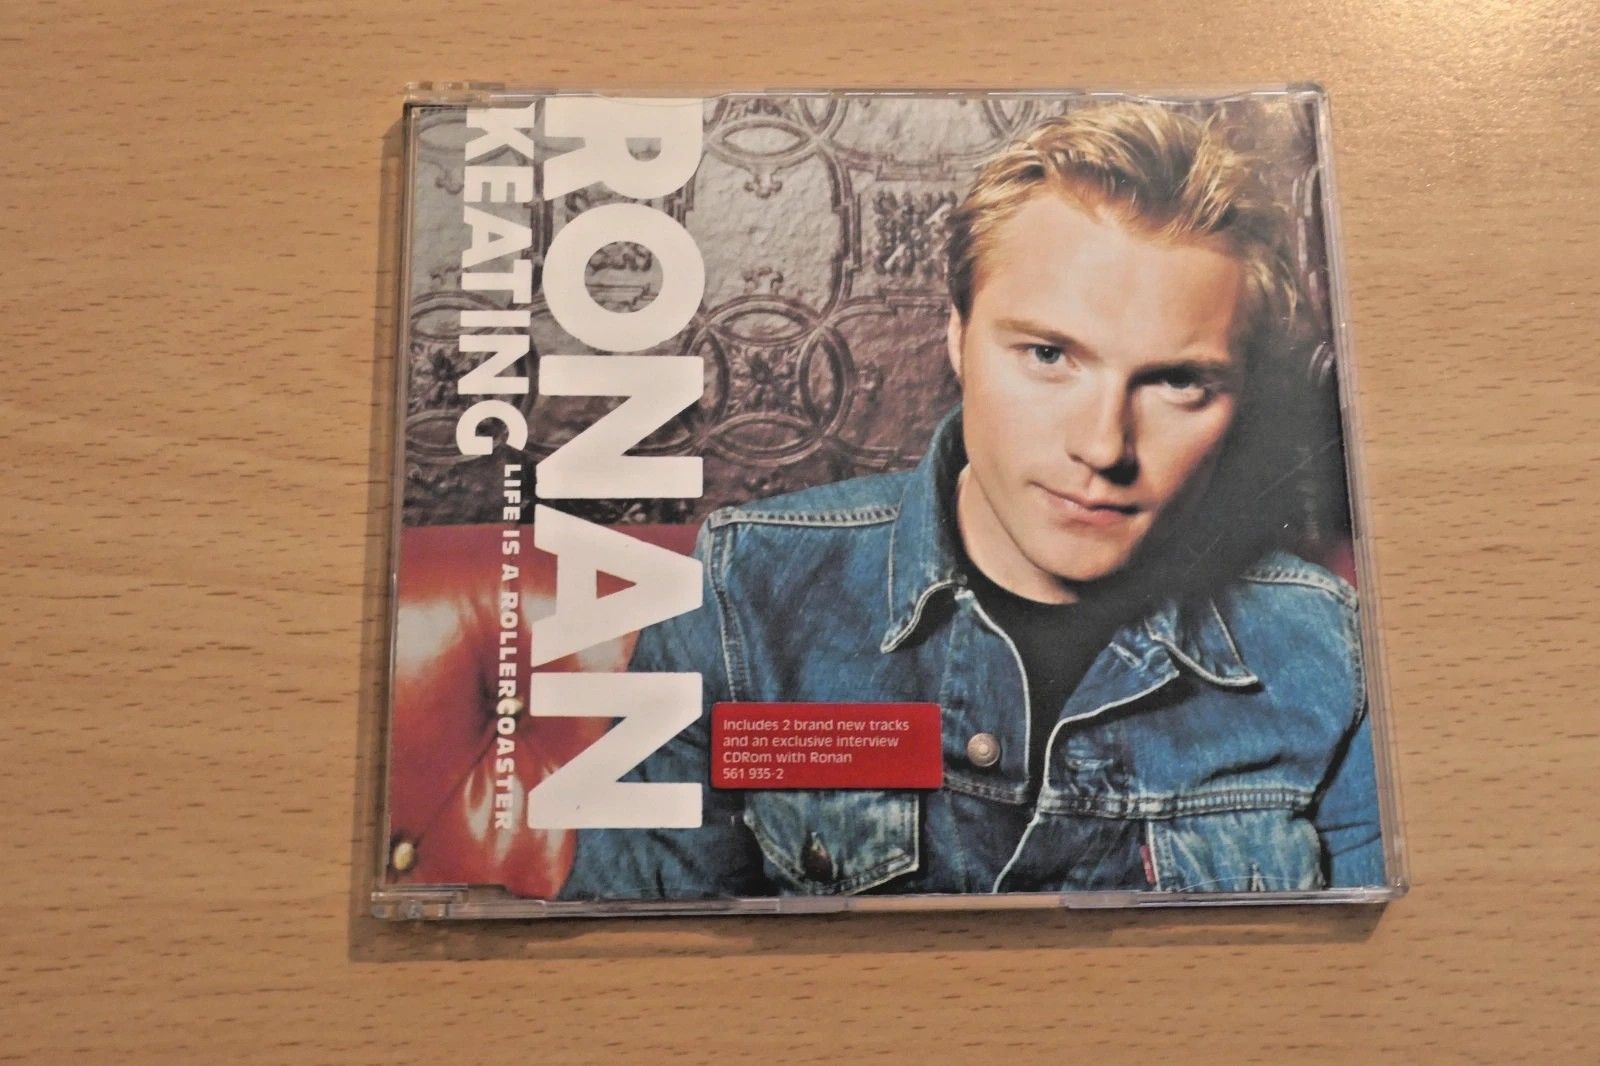 RONAN
KEATING
LIFE IS A ROLLERCOASTER
Includes 2 brand new tracks
and an exclusive interview
CDRom with Ronan
561 935-2